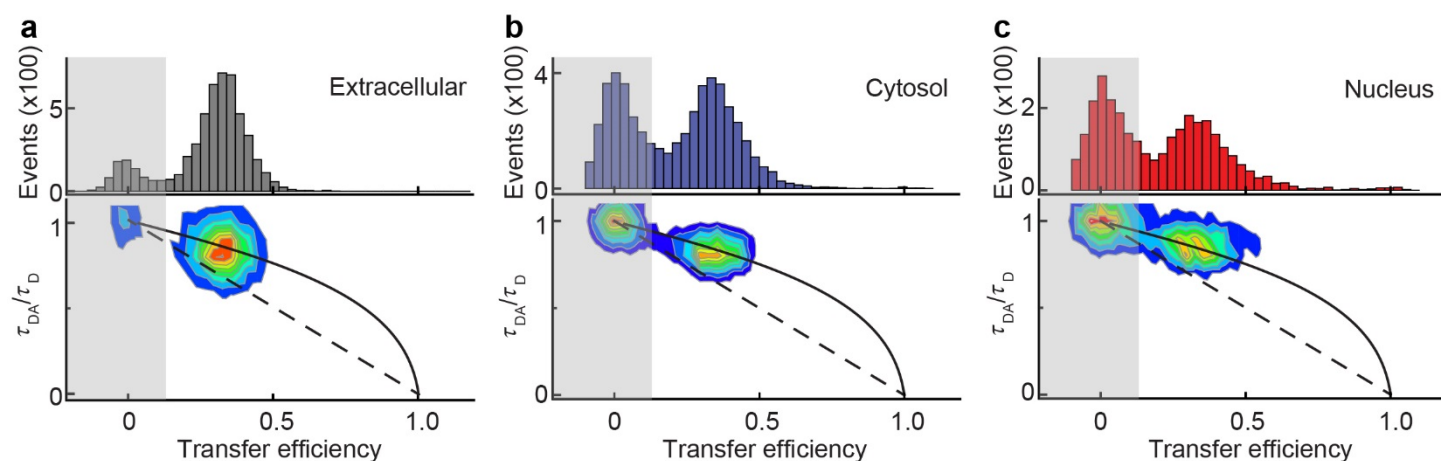 a
Events (x100)
5
0
Extracellular
τDA/τD
1
0
0
0.5
1.0
Transfer efficiency
b
Events (x100)
4
0
Cytosol
τDA/τD
1
0
0
0.5
1.0
Transfer efficiency
c
Events (x100)
2
0
Nucleus
τDA/τD
1
0
0
0.5
1.0
Transfer efficiency